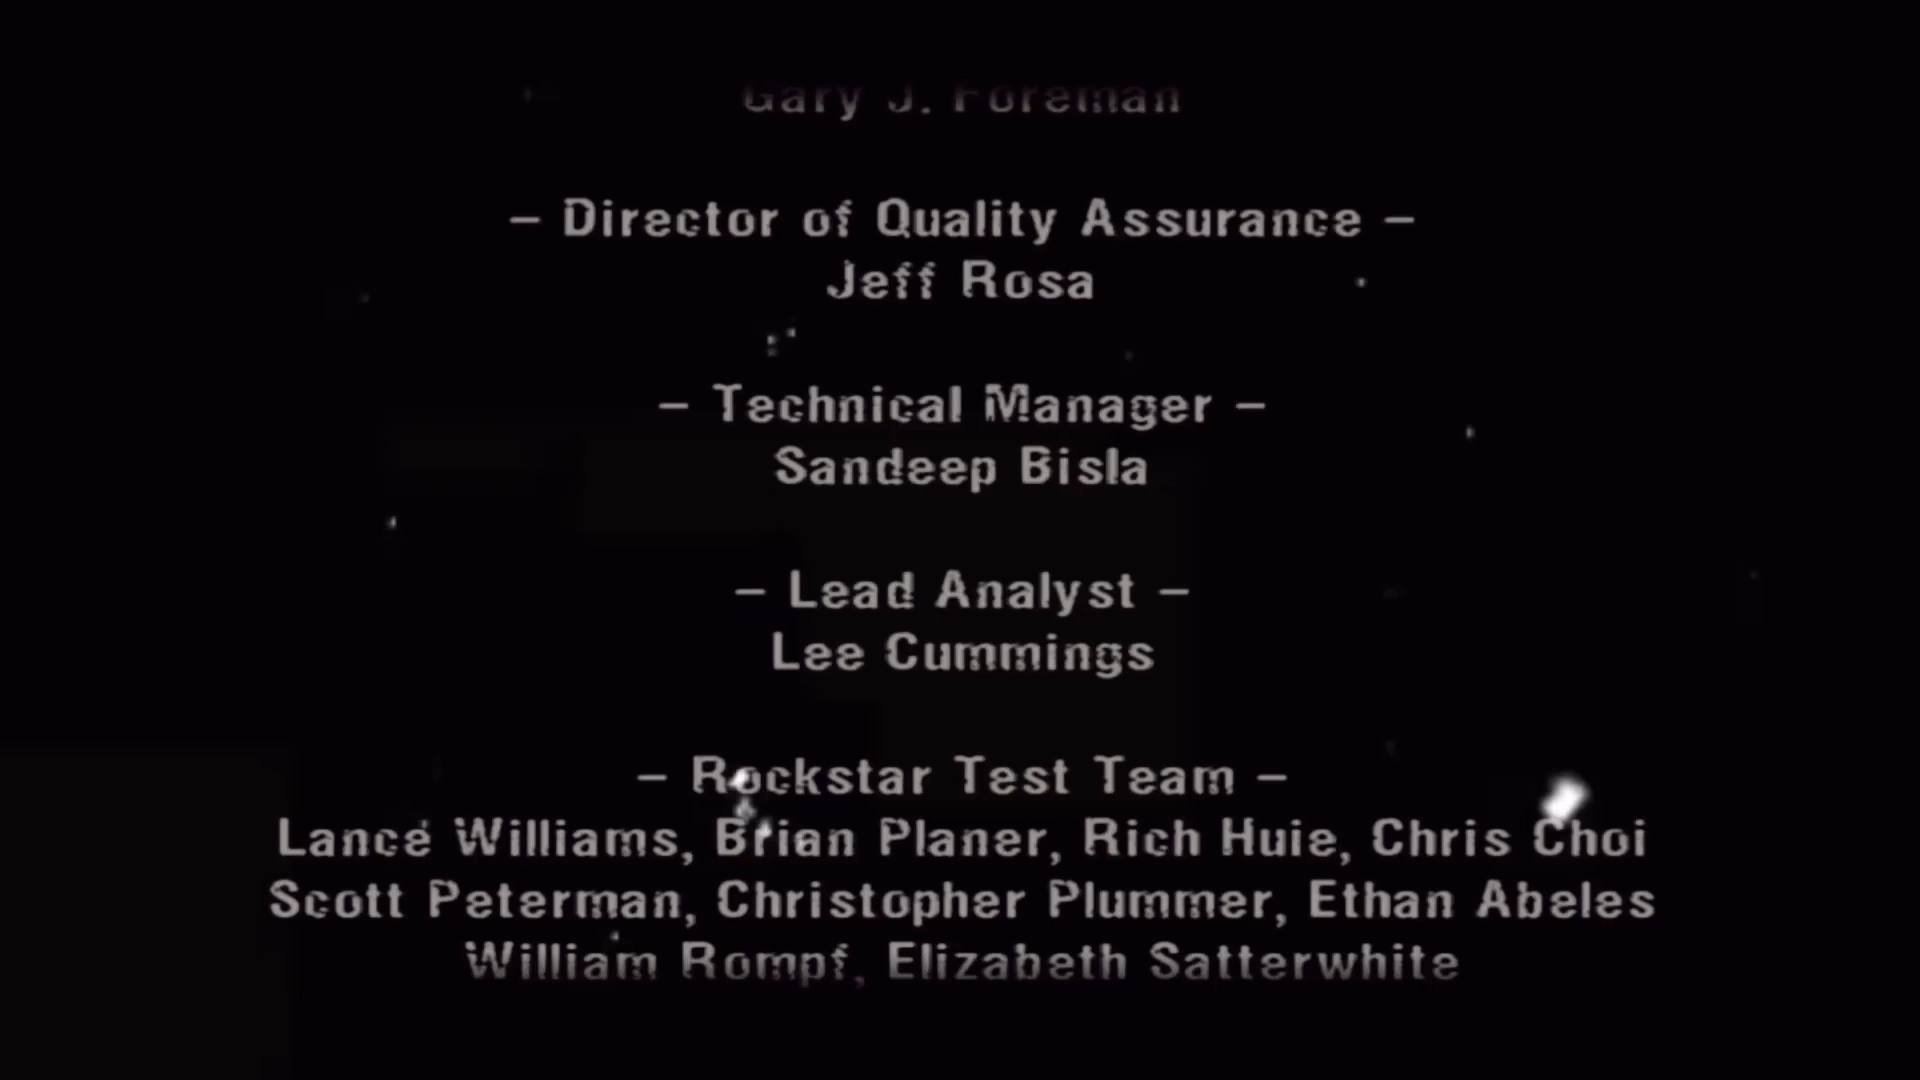 Gary J. Foreman
– Director of Quality Assurance –
Jeff Rosa
– Technical Manager –
Sandeep Bisla
– Lead Analyst –
Lee Cummings
– Rockstar Test Team –
Lance Williams, Brian Planer, Rich Huie, Chris Choi
Scott Peterman, Christopher Plummer, Ethan Abeles
William Rompf, Elizabeth Satterwhite